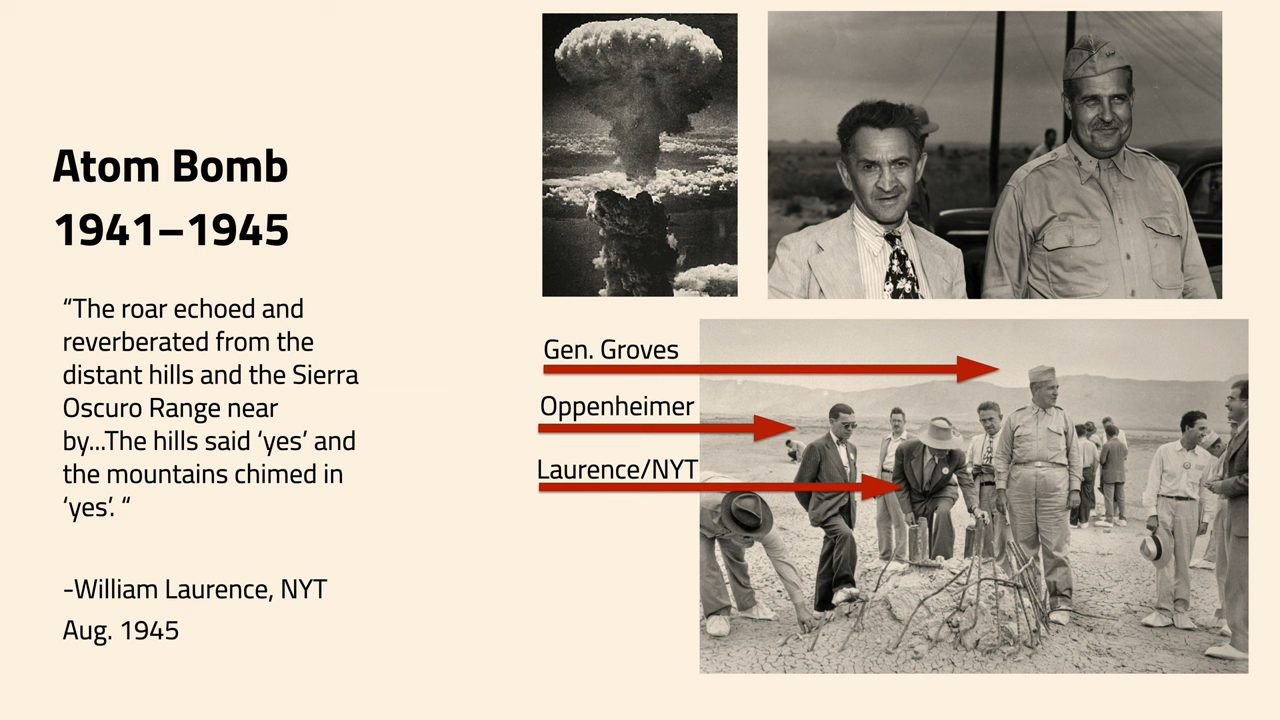 Atom Bomb
1941–1945
“The roar echoed and
reverberated from the
distant hills and the Sierra
Oscuro Range near
by...The hills said ‘yes’ and
the mountains chimed in
‘yes’. “
-William Laurence, NYT
Aug. 1945
Gen. Groves
Oppenheimer
Laurence/NYT